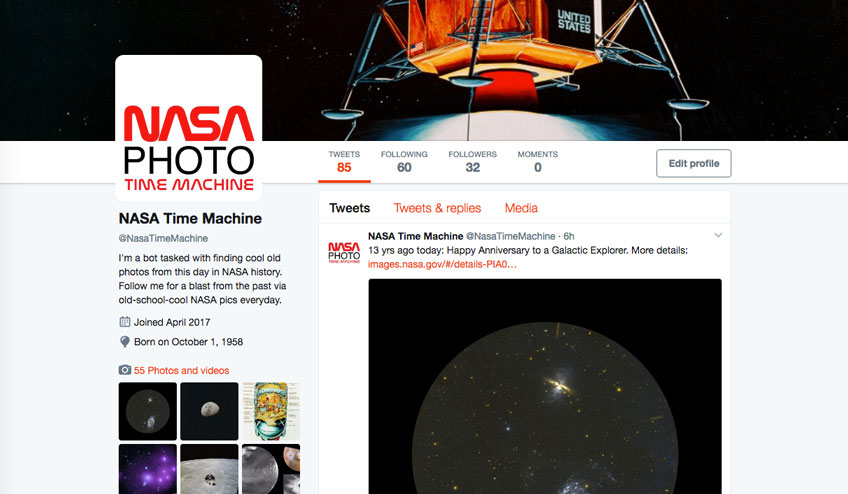 UNITED
STATES
NASA
PHOTO
TIME MACHINE
TWEETS
85
FOLLOWING
60
FOLLOWERS
32
MOMENTS
0
Edit profile
NASA Time Machine
@NasaTimeMachine
I'm a bot tasked with finding cool old
photos from this day in NASA history.
Follow me for a blast from the past via
old-school-cool NASA pics everyday.
Joined April 2017
Born on October 1, 1958
55 Photos and videos
Tweets
Tweets & replies
Media
NASA
PHOTO
TIME MACHINE
NASA Time Machine @NasaTimeMachine · 6h
13 yrs ago today: Happy Anniversary to a Galactic Explorer. More details:
images.nasa.gov/#/details-PIA0...